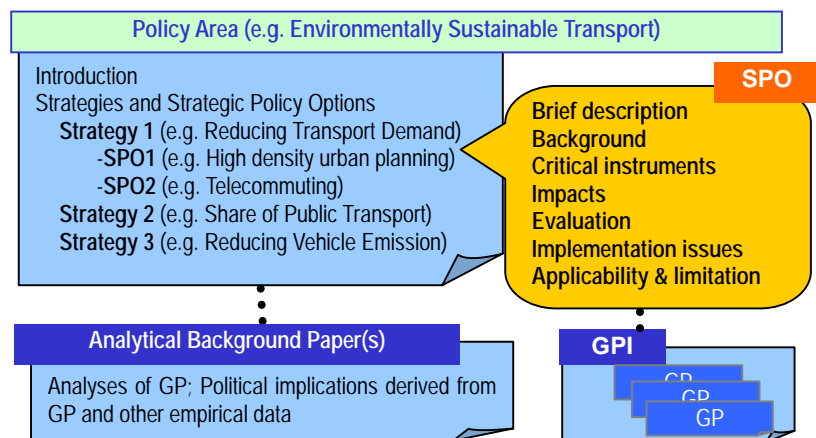 Policy Area (e.g. Environmentally Sustainable Transport)
Introduction
Strategies and Strategic Policy Options
Strategy 1 (e.g. Reducing Transport Demand)
-SPO1 (e.g. High density urban planning)
-SPO2 (e.g. Telecommuting)
Strategy 2 (e.g. Share of Public Transport)
Strategy 3 (e.g. Reducing Vehicle Emission)
SPO
Brief description
Background
Critical instruments
Impacts
Evaluation
Implementation issues
Applicability & limitation
Analytical Background Paper(s)
Analyses of GP; Political implications derived from
GP and other empirical data
GPI
GP
GP
GP